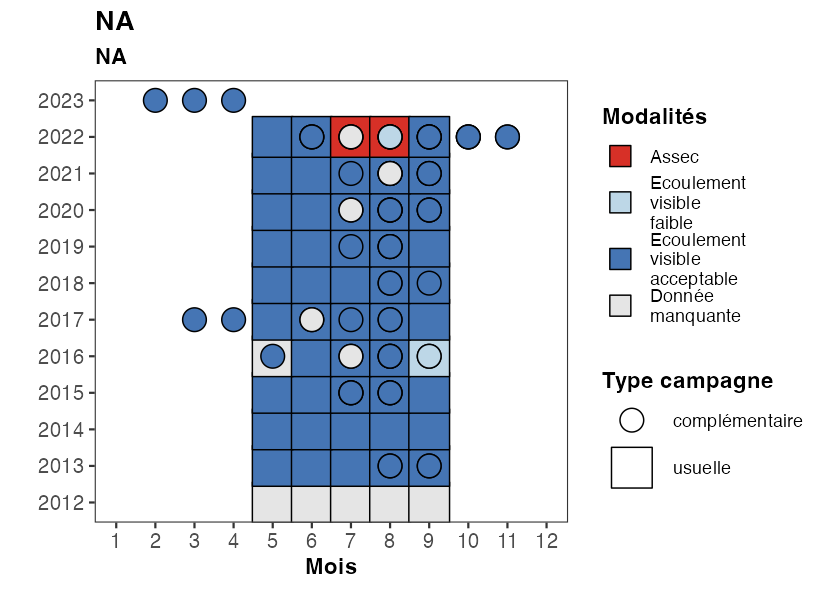 NA
NA
2023
2022
2021
2020
2019
2018
2017
2016
2015
2014
2013
2012
1 2 3 4 5 6 7 8 9 10 11 12
Mois
Modalités
Assec
Ecoulement
visible
faible
Ecoulement
visible
acceptable
Donnée
manquante
Type campagne
complémentaire
usuelle